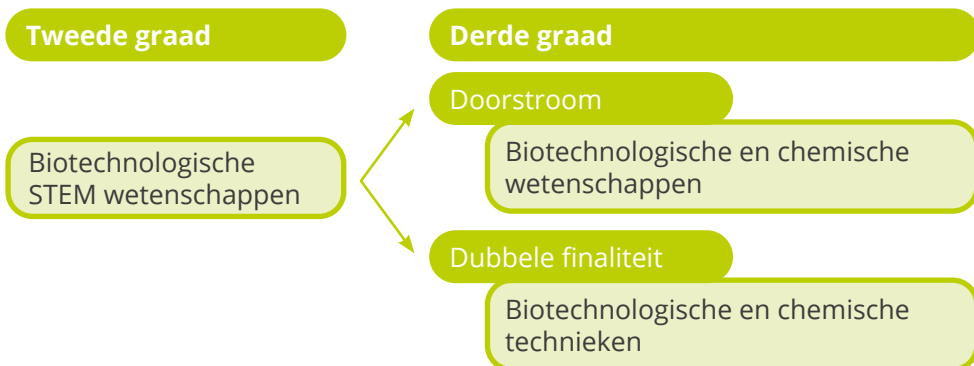 Tweede graad
Derde graad
Doorstroom
Biotechnologische
STEM wetenschappen
Biotechnologische en chemische
wetenschappen
Dubbele finaliteit
Biotechnologische en chemische
technieken